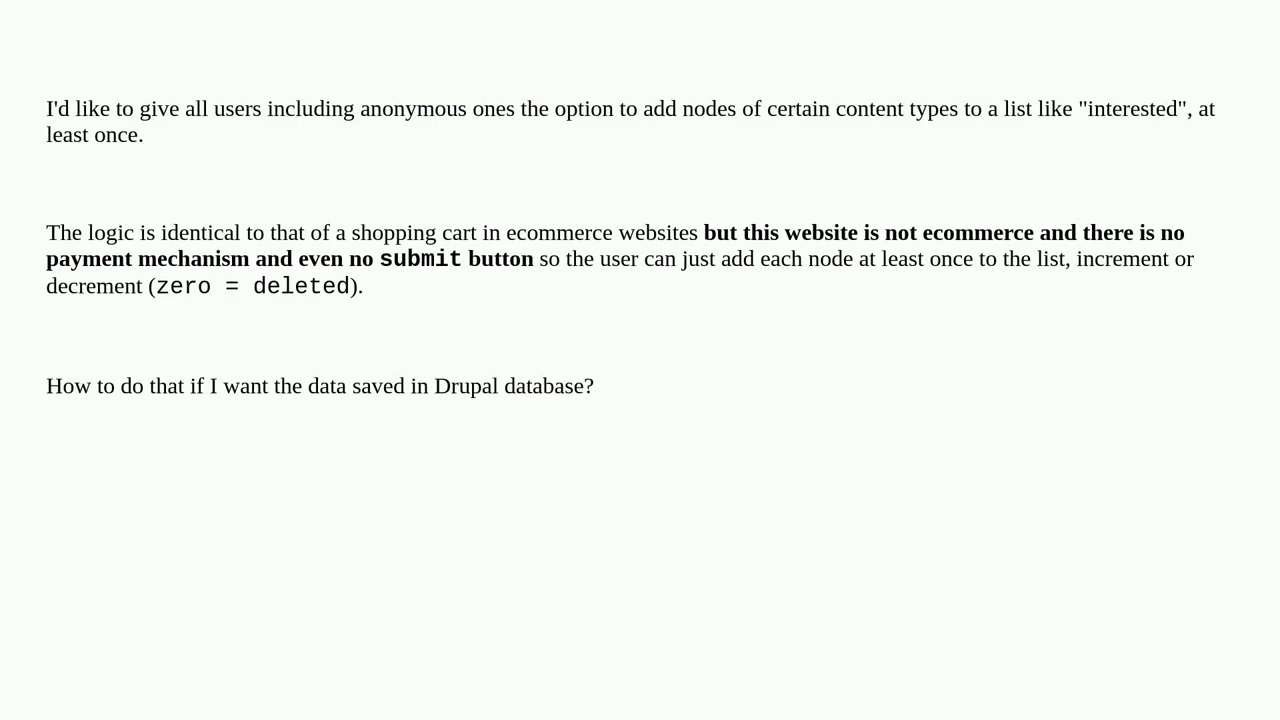 I'd like to give all users including anonymous ones the option to add nodes of certain content types to a list like "interested", at
least once.
The logic is identical to that of a shopping cart in ecommerce websites but this website is not ecommerce and there is no
payment mechanism and even no submit button so the user can just add each node at least once to the list, increment or
decrement (zero = deleted).
How to do that if I want the data saved in Drupal database?